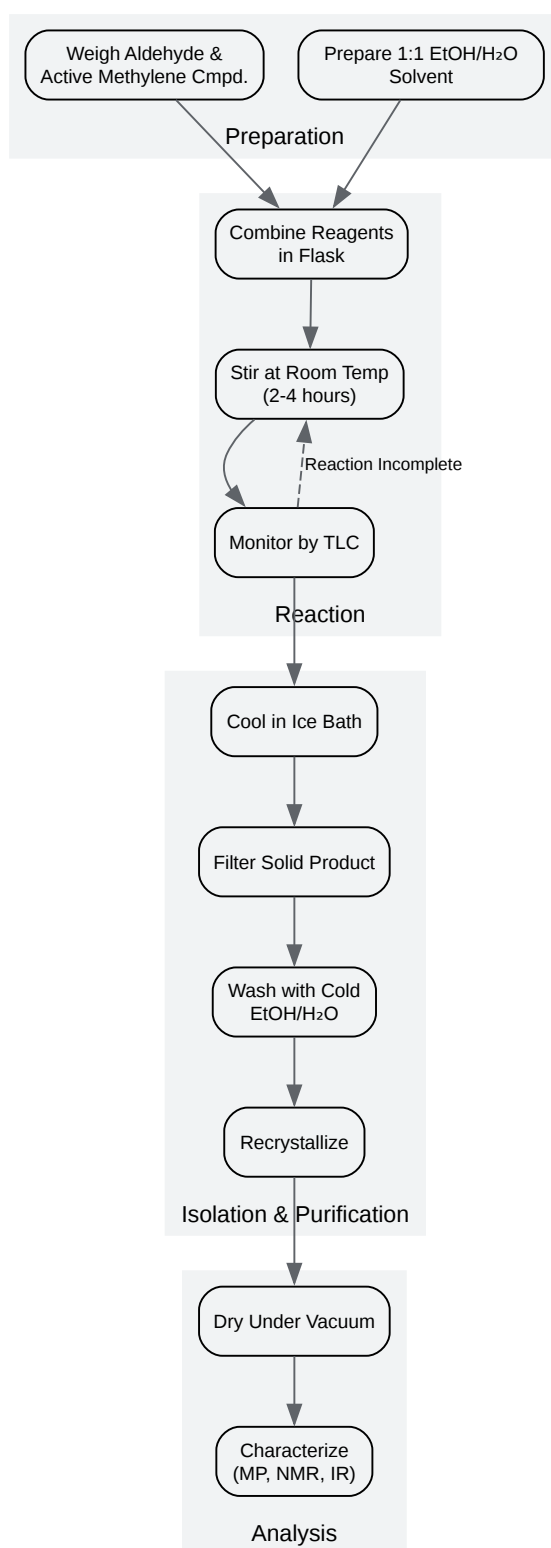 Weigh Aldehyde &
Active Methylene Cmpd.
Prepare 1:1 EtOH/H₂O
Solvent
Preparation
Combine Reagents
in Flask
Stir at Room Temp
(2-4 hours)
Reaction Incomplete
Monitor by TLC
Reaction
Cool in Ice Bath
Filter Solid Product
Wash with Cold
EtOH/H₂O
Recrystallize
Isolation & Purification
Dry Under Vacuum
Characterize
(MP, NMR, IR)
Analysis